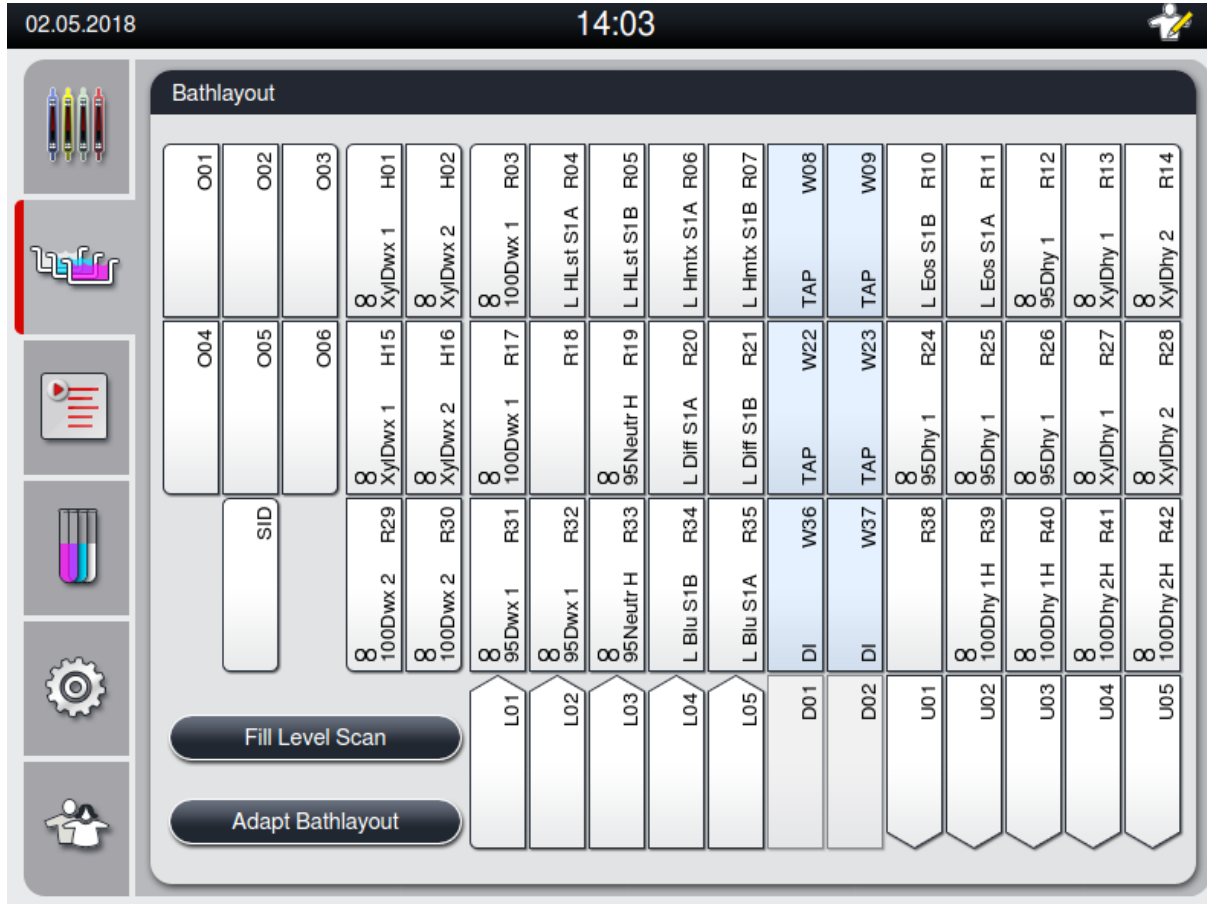 02.05.2018
14:03
Bathlayout
O01
O02
O03
∞ XylDwx 1 H01
∞ XylDwx 2 H02
∞ 100Dwx 1 R03
L HLst S1A R04
L HLst S1B R05
L Hmtx S1A R06
L Hmtx S1B R07
TAP W08
TAP W09
L Eos S1B R10
L Eos S1A R11
∞ 95Dhy 1 R12
∞ XylDhy 1 R13
∞ XylDhy 2 R14
O04
O05
O06
∞ XylDwx 1 H15
∞ XylDwx 2 H16
∞ 100Dwx 1 R17
R18
∞ 95Neutr H R19
L Diff S1A R20
L Diff S1B R21
TAP W22
TAP W23
∞ 95Dhy 1 R24
∞ 95Dhy 1 R25
∞ 95Dhy 1 R26
∞ XylDhy 1 R27
∞ XylDhy 2 R28
SID
∞ 100Dwx 2 R29
∞ 100Dwx 2 R30
∞ 95Dwx 1 R31
∞ 95Dwx 1 R32
∞ 95Neutr H R33
L Blu S1B R34
L Blu S1A R35
DI W36
DI W37
R38
∞ 100Dhy 1H R39
∞ 100Dhy 1H R40
∞ 100Dhy 2H R41
∞ 100Dhy 2H R42
L01
L02
L03
L04
L05
D01
D02
U01
U02
U03
U04
U05
Fill Level Scan
Adapt Bathlayout